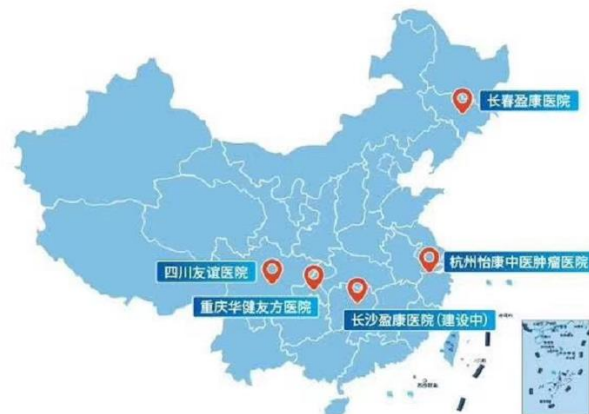 长春盈康医院
杭州怡康中医肿瘤医院
四川友谊医院
重庆华健友方医院
长沙盈康医院(建设中)